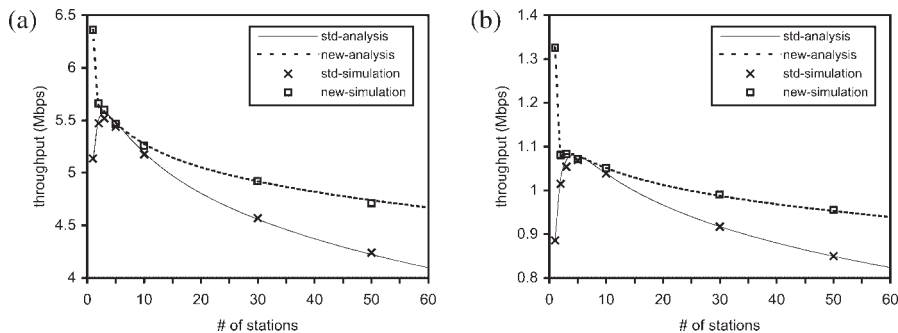 (a)
6.5
6
5.5
5
4.5
4
throughput (Mbps)
0 10 20 30 40 50 60
# of stations
std-analysis
new-analysis
std-simulation
new-simulation
(b)
1.4
1.3
1.2
1.1
1.0
0.9
0.8
throughput (Mbps)
0 10 20 30 40 50 60
# of stations
std-analysis
new-analysis
std-simulation
new-simulation